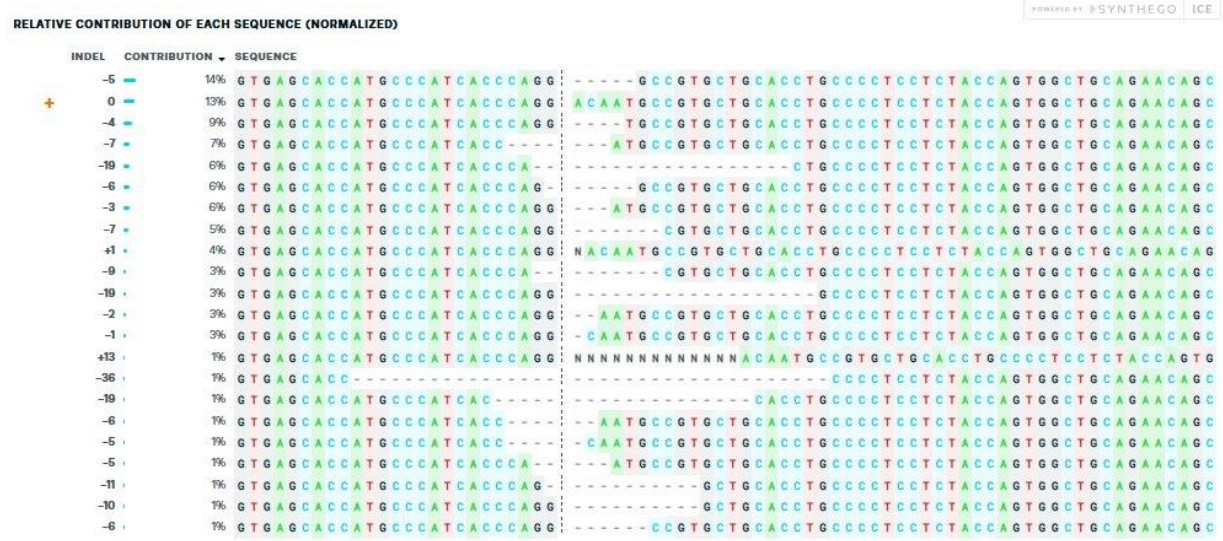 POWERED BY SYNTHEGO ICE
RELATIVE CONTRIBUTION OF EACH SEQUENCE (NORMALIZED)
INDEL CONTRIBUTION SEQUENCE
-5 14% GTGAGCACCATGCCCATCACCCAGG -----GCCGTGCTGCACCTGCCCCTCCTCTACCAGTGGCTGCAGAACAGC
+ 0 13% GTGAGCACCATGCCCATCACCCAGG ACAATGCCGTGCTGCACCTGCCCCTCCTCTACCAGTGGCTGCAGAACAGC
-4 9% GTGAGCACCATGCCCATCACCCAGG ----TGCCGTGCTGCACCTGCCCCTCCTCTACCAGTGGCTGCAGAACAGC
-7 7% GTGAGCACCATGCCCATCACC---- ---ATGCCGTGCTGCACCTGCCCCTCCTCTACCAGTGGCTGCAGAACAGC
-19 6% GTGAGCACCATGCCCATCACCCA-- -----------------CTGCCCCTCCTCTACCAGTGGCTGCAGAACAGC
-6 6% GTGAGCACCATGCCCATCACCCAG- -----GCCGTGCTGCACCTGCCCCTCCTCTACCAGTGGCTGCAGAACAGC
-3 6% GTGAGCACCATGCCCATCACCCAGG ---ATGCCGTGCTGCACCTGCCCCTCCTCTACCAGTGGCTGCAGAACAGC
-7 5% GTGAGCACCATGCCCATCACCCAGG -------CGTGCTGCACCTGCCCCTCCTCTACCAGTGGCTGCAGAACAGC
+1 4% GTGAGCACCATGCCCATCACCCAGG NACAATGCCGTGCTGCACCTGCCCCTCCTCTACCAGTGGCTGCAGAACAG
-9 3% GTGAGCACCATGCCCATCACCCA-- -------CGTGCTGCACCTGCCCCTCCTCTACCAGTGGCTGCAGAACAGC
-19 3% GTGAGCACCATGCCCATCACCCAGG -------------------GCCCCTCCTCTACCAGTGGCTGCAGAACAGC
-2 3% GTGAGCACCATGCCCATCACCCAGG --AATGCCGTGCTGCACCTGCCCCTCCTCTACCAGTGGCTGCAGAACAGC
-1 3% GTGAGCACCATGCCCATCACCCAGG -CAATGCCGTGCTGCACCTGCCCCTCCTCTACCAGTGGCTGCAGAACAGC
+13 1% GTGAGCACCATGCCCATCACCCAGG NNNNNNNNNNNNNACAATGCCGTGCTGCACCTGCCCCTCCTCTACCAGTG
-36 1% GTGAGCACC---------------- --------------------CCCCTCCTCTACCAGTGGCTGCAGAACAGC
-19 1% GTGAGCACCATGCCCATCAC----- --------------CACCTGCCCCTCCTCTACCAGTGGCTGCAGAACAGC
-6 1% GTGAGCACCATGCCCATCACC---- --AATGCCGTGCTGCACCTGCCCCTCCTCTACCAGTGGCTGCAGAACAGC
-5 1% GTGAGCACCATGCCCATCACC---- -CAATGCCGTGCTGCACCTGCCCCTCCTCTACCAGTGGCTGCAGAACAGC
-5 1% GTGAGCACCATGCCCATCACCCA-- ---ATGCCGTGCTGCACCTGCCCCTCCTCTACCAGTGGCTGCAGAACAGC
-11 1% GTGAGCACCATGCCCATCACCCAG- ----------GCTGCACCTGCCCCTCCTCTACCAGTGGCTGCAGAACAGC
-10 1% GTGAGCACCATGCCCATCACCCAGG ----------GCTGCACCTGCCCCTCCTCTACCAGTGGCTGCAGAACAGC
-6 1% GTGAGCACCATGCCCATCACCCAGG ------CCGTGCTGCACCTGCCCCTCCTCTACCAGTGGCTGCAGAACAGC